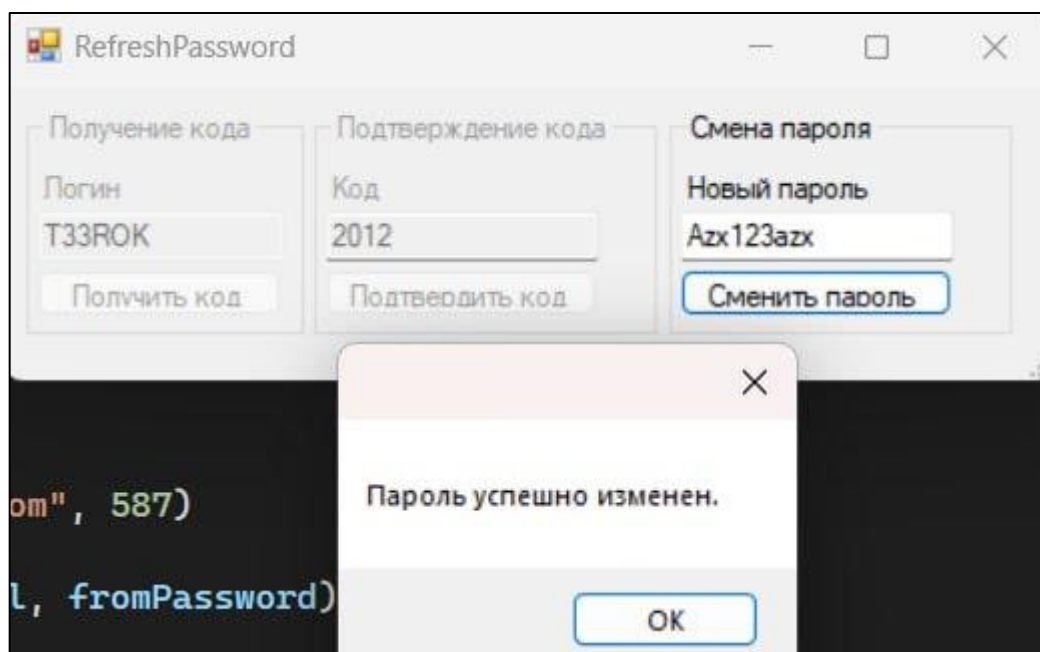 RefreshPassword
Получение кода
Логин
T33ROK
Получить код
Подтверждение кода
Код
2012
Подтвердить код
Смена пароля
Новый пароль
Azx123azx
Сменить пароль
Пароль успешно изменен.
OK
om", 587)
l, fromPassword)